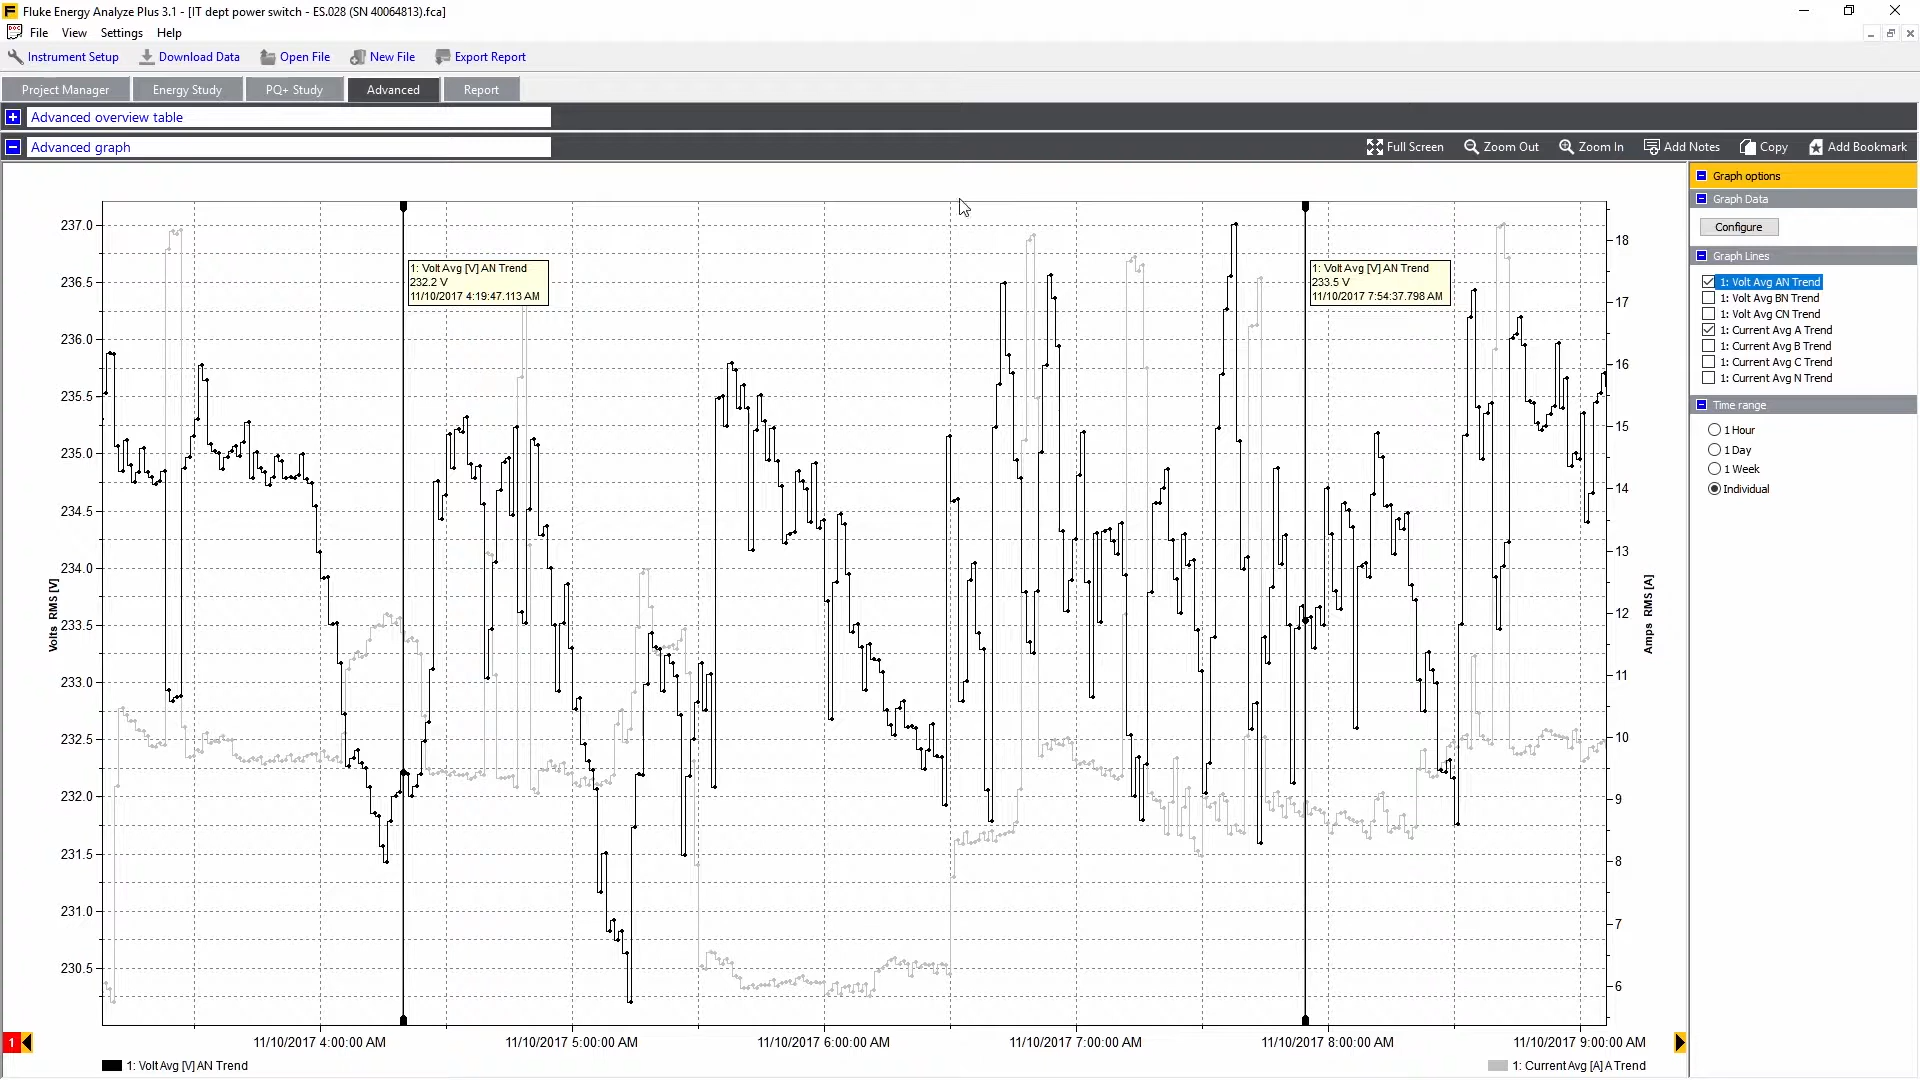 Fluke Energy Analyze Plus 3.1 - [IT dept power switch - ES.028 (SN 40064813).fca]
File View Settings Help
Instrument Setup Download Data Open File New File Export Report
Project Manager Energy Study PQ+ Study Advanced Report
Advanced overview table
Advanced graph Full Screen Zoom Out Zoom In Add Notes Copy Add Bookmark
Graph options
Graph Data
Configure
Graph Lines
1: Volt Avg AN Trend
1: Volt Avg BN Trend
1: Volt Avg CN Trend
1: Current Avg A Trend
1: Current Avg B Trend
1: Current Avg C Trend
1: Current Avg N Trend
Time range
1 Hour
1 Day
1 Week
Individual
237.0
236.5
236.0
235.5
235.0
234.5
234.0
233.5
233.0
232.5
232.0
231.5
231.0
230.5
Volts RMS [V]
1: Volt Avg [V] AN Trend
232.2 V
11/10/2017 4:19:47.113 AM
1: Volt Avg [V] AN Trend
233.5 V
11/10/2017 7:54:37.798 AM
18
17
16
15
14
13
12
11
10
9
8
7
6
Amps RMS [A]
1
11/10/2017 4:00:00 AM 11/10/2017 5:00:00 AM 11/10/2017 6:00:00 AM 11/10/2017 7:00:00 AM 11/10/2017 8:00:00 AM 11/10/2017 9:00:00 AM
1: Volt Avg [V] AN Trend 1: Current Avg [A] A Trend